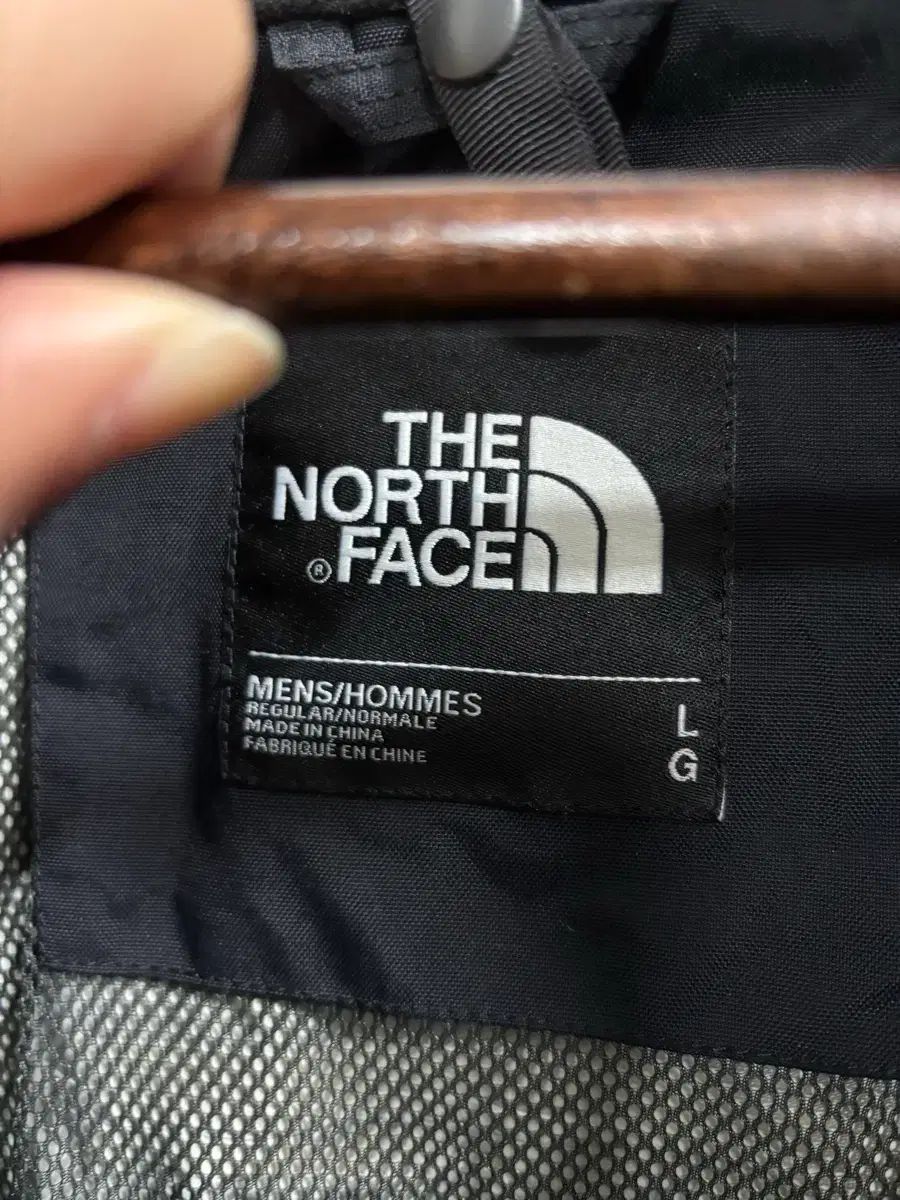 THE
NORTH
® FACE
MENS/HOMMES
REGULAR/NORMALE
MADE IN CHINA
FABRIQUÉ EN CHINE
L
G